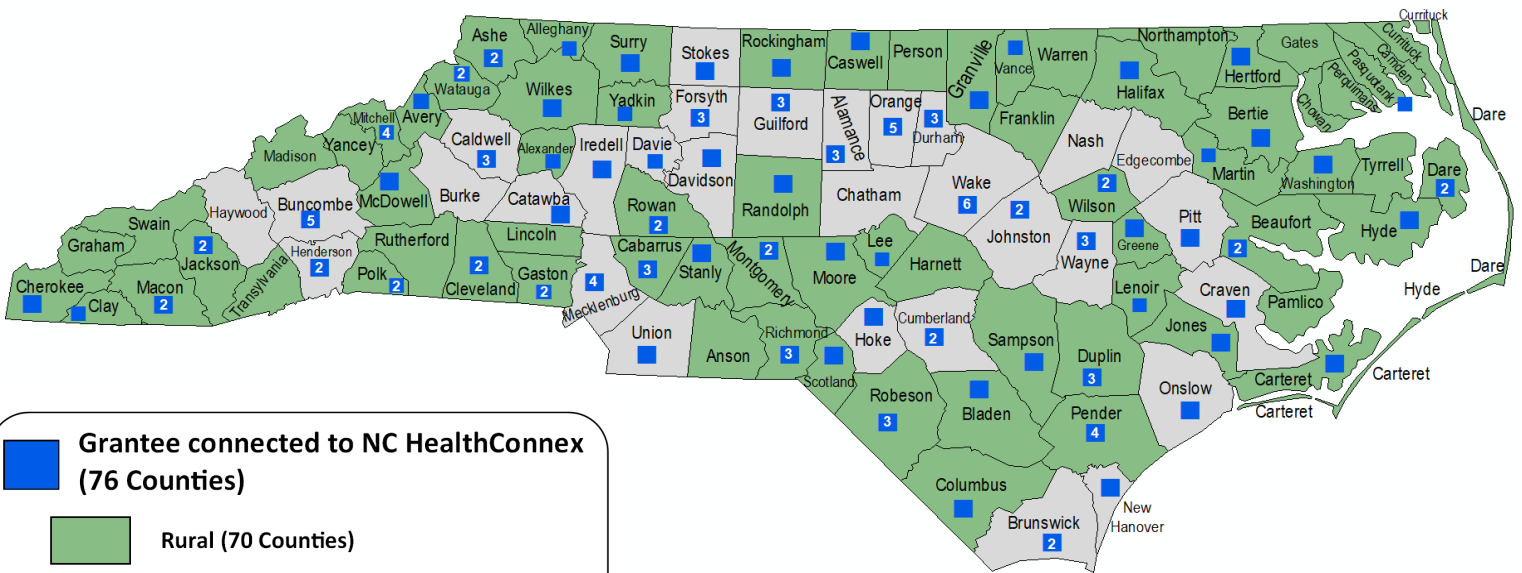 Currituck
Ashe
2
Alleghany
Surry
Stokes
Rockingham
Caswell
Person
Granville
Vance
Warren
Northampton
Hertford
Gates
Currituck
Camden
Pasquotank
Perquimans
Chowan
2
Watauga
Wilkes
Yadkin
Forsyth
3
3
Guilford
Alamance
3
Orange
5
3
Durham
Franklin
Halifax
Bertie
Dare
Mitchell
4
Avery
Yancey
Madison
Caldwell
3
Alexander
Iredell
Davie
Davidson
Nash
Edgecombe
Martin
Washington
Tyrrell
Dare
2
Haywood
Buncombe
5
McDowell
Burke
Catawba
Rowan
2
Randolph
Chatham
Wake
6
2
Johnston
2
Wilson
Pitt
Greene
Beaufort
2
Hyde
Swain
Graham
2
Jackson
Transylvania
Henderson
2
Rutherford
Polk
2
2
Cleveland
Lincoln
Gaston
2
4
Mecklenburg
Cabarrus
3
Stanly
2
Montgomery
Moore
Lee
Harnett
3
Wayne
Lenoir
Craven
Pamlico
Hyde
Dare
Cherokee
Clay
Macon
2
Union
Anson
Richmond
3
Scotland
Hoke
Cumberland
2
Sampson
Duplin
3
Jones
Onslow
Carteret
Carteret
Carteret
Robeson
3
Bladen
Pender
4
Columbus
Brunswick
2
New
Hanover
Grantee connected to NC HealthConnex
(76 Counties)
Rural (70 Counties)